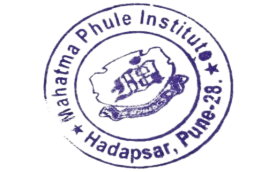 ★ Mahatma Phule Institute ★
Hadapsar, Pune-28.